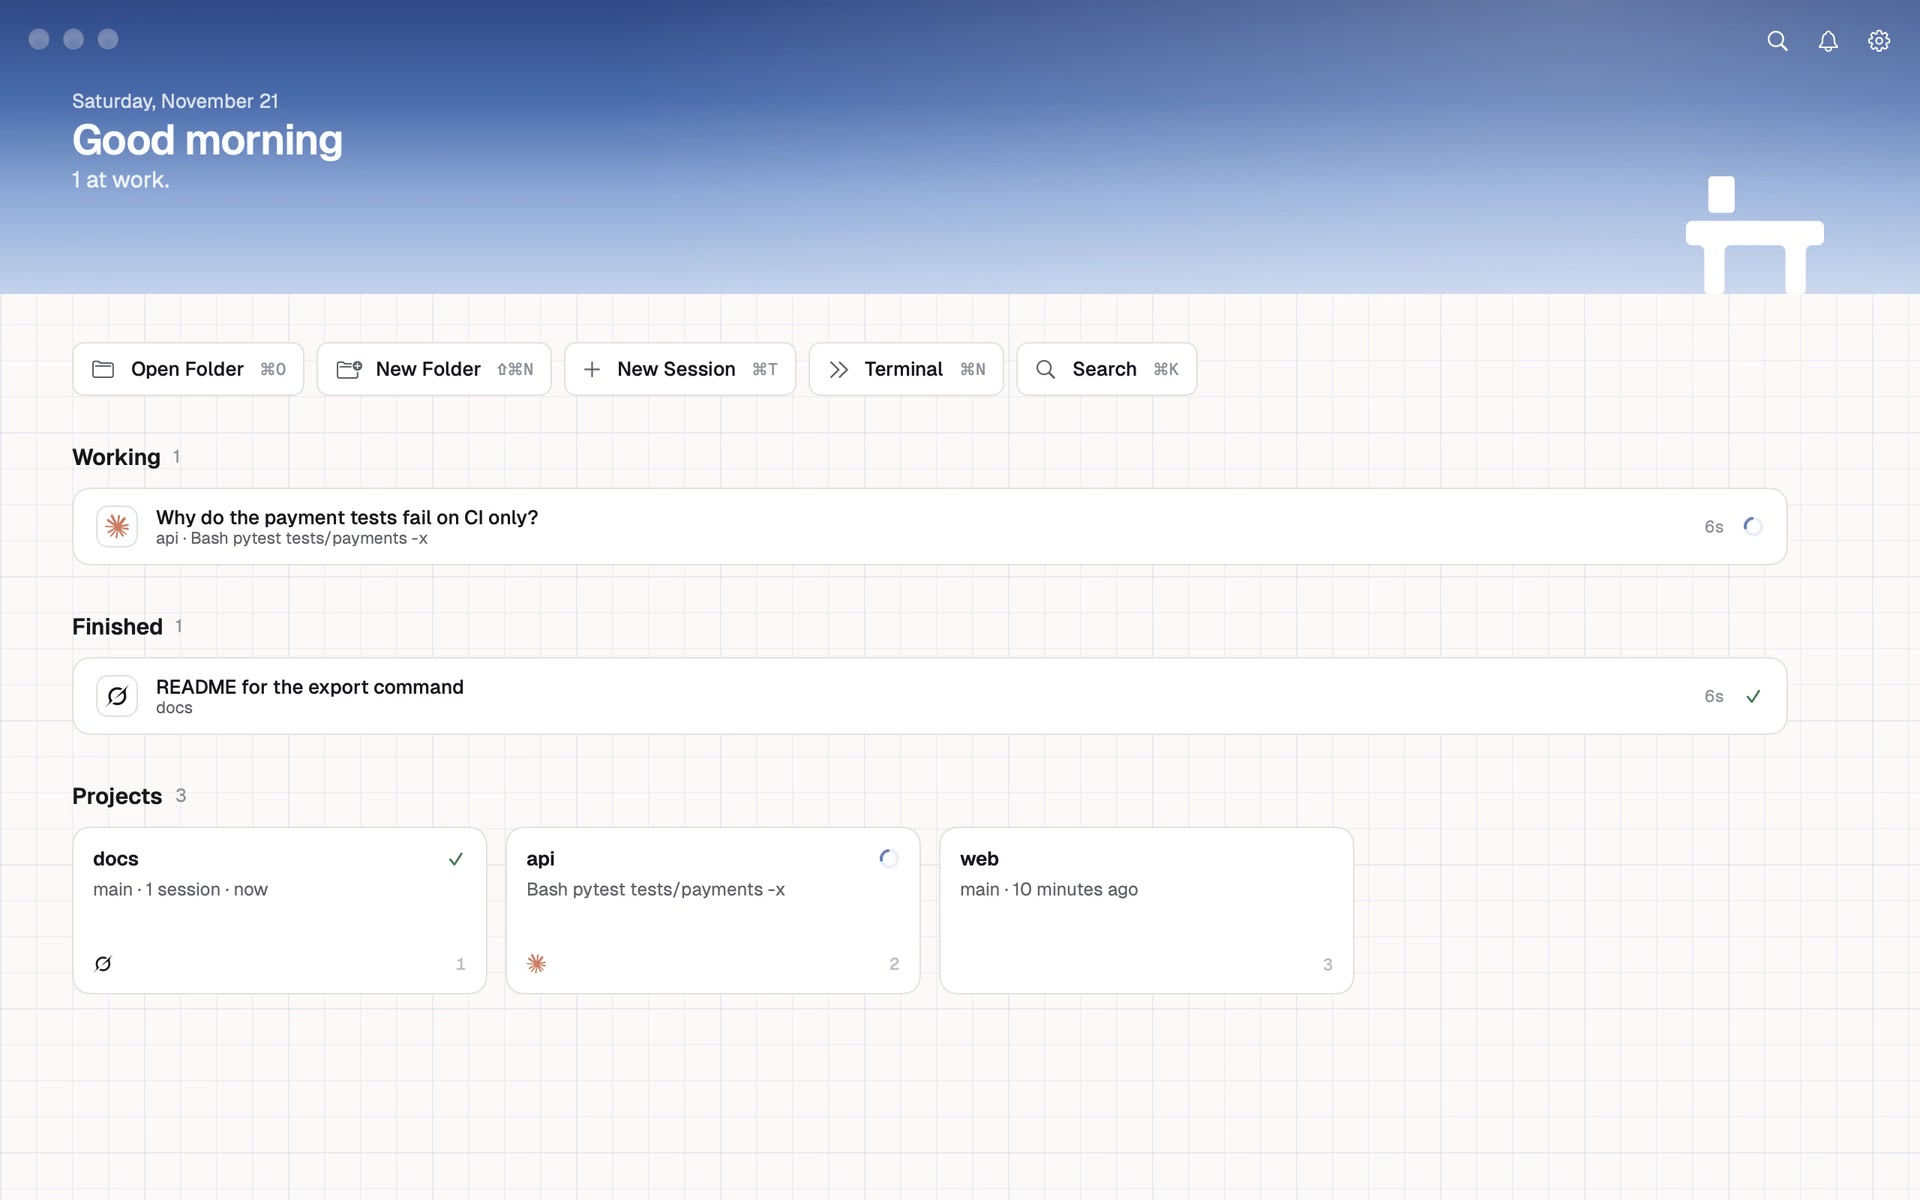 Saturday, November 21
Good morning
1 at work.
Open Folder ⌘O
New Folder ⇧⌘N
New Session ⌘T
Terminal ⌘N
Search ⌘K
Working 1
Why do the payment tests fail on CI only?
api · Bash pytest tests/payments -x
6s
Finished 1
README for the export command
docs
6s
Projects 3
docs
main · 1 session · now
1
api
Bash pytest tests/payments -x
2
web
main · 10 minutes ago
3